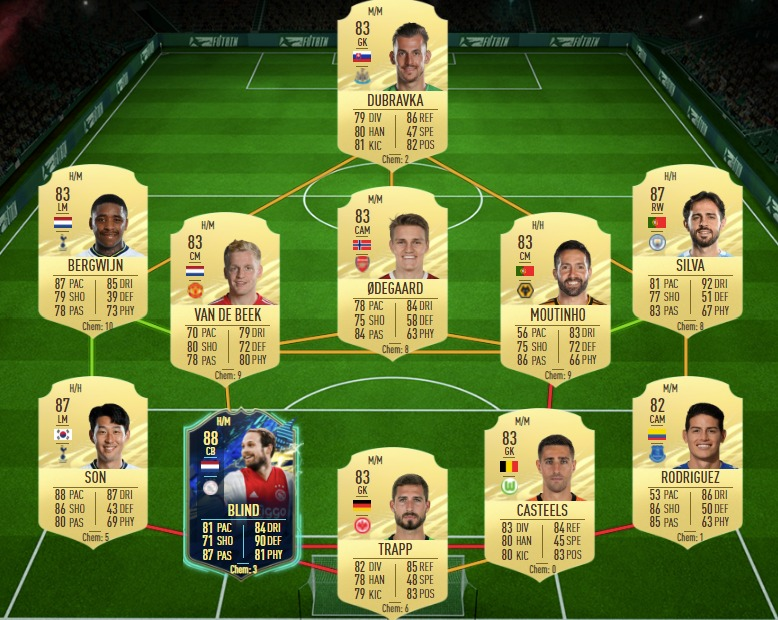 FUTBIN
FUTBIN
FUTBIN
FUTBIN
M/M
83
GK
DUBRAVKA
79 DIV 86 REF
80 HAN 47 SPE
81 KIC 82 POS
Chem: 2
H/M
83
LM
BERGWIJN
87 PAC 85 DRI
79 SHO 39 DEF
78 PAS 73 PHY
Chem: 10
H/M
83
CM
VAN DE BEEK
70 PAC 79 DRI
80 SHO 72 DEF
78 PAS 80 PHY
Chem: 9
M/M
83
CAM
ØDEGAARD
78 PAC 84 DRI
75 SHO 58 DEF
84 PAS 63 PHY
Chem: 8
H/H
83
CM
MOUTINHO
56 PAC 83 DRI
75 SHO 72 DEF
86 PAS 66 PHY
Chem: 9
H/H
87
RW
SILVA
81 PAC 92 DRI
77 SHO 51 DEF
83 PAS 67 PHY
Chem: 8
H/H
87
LM
SON
88 PAC 87 DRI
86 SHO 43 DEF
80 PAS 69 PHY
Chem: 5
H/M
88
CB
Ziggo
BLIND
81 PAC 84 DRI
71 SHO 90 DEF
87 PAS 81 PHY
Chem: 3
M/M
83
GK
TRAPP
82 DIV 85 REF
78 HAN 48 SPE
79 KIC 83 POS
Chem: 6
M/M
83
GK
CASTEELS
83 DIV 84 REF
80 HAN 45 SPE
80 KIC 83 POS
Chem: 0
M/M
82
CAM
RODRIGUEZ
53 PAC 86 DRI
86 SHO 50 DEF
85 PAS 63 PHY
Chem: 1